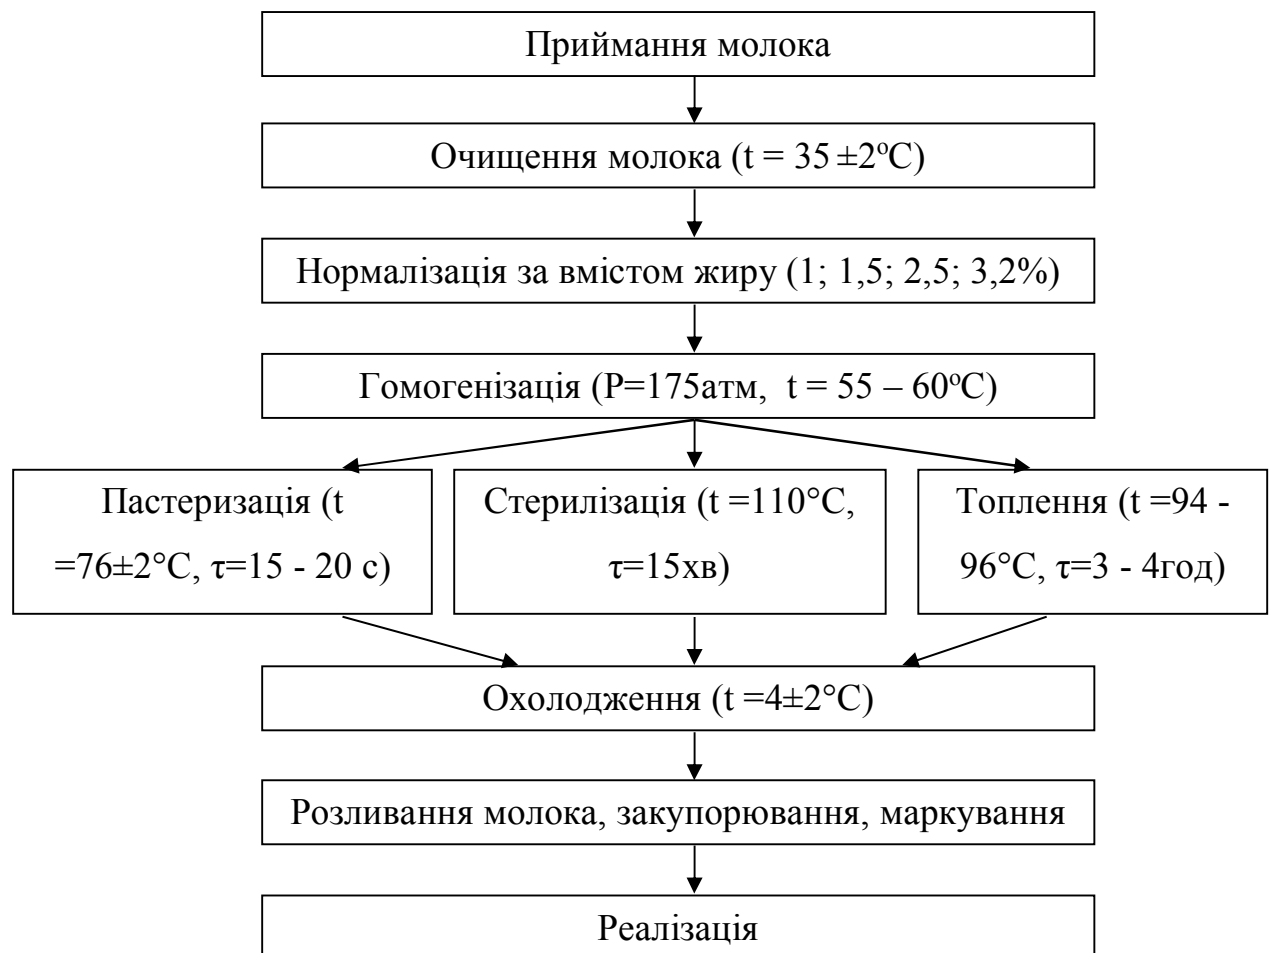 Приймання молока
Очищення молока (t = 35 ±2ºC)
Нормалізація за вмістом жиру (1; 1,5; 2,5; 3,2%)
Гомогенізація (Р=175атм,  t = 55 – 60ºC)
Пастеризація (t
=76±2°С, τ=15 - 20 с)
Стерилізація (t =110°С,
τ=15хв)
Топлення (t =94 -
96°С, τ=3 - 4год)
Охолодження (t =4±2°С)
Розливання молока, закупорювання, маркування
Реалізація